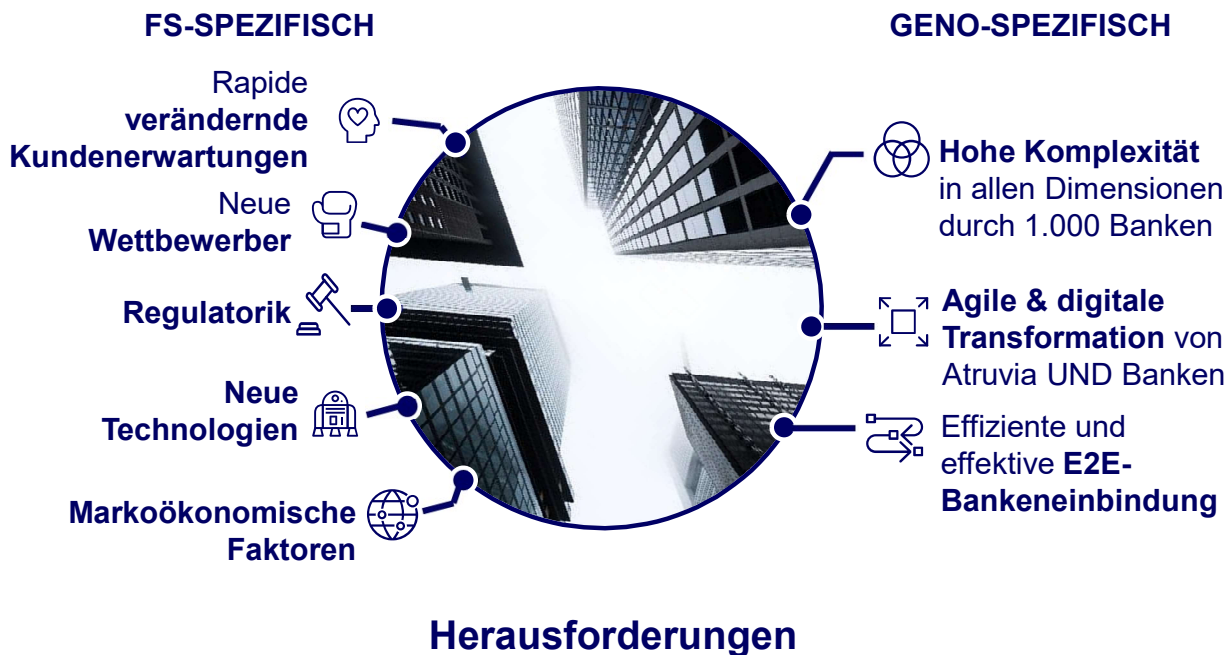 FS-SPEZIFISCH
Rapide
verändernde
Kundenerwartungen
Neue
Wettbewerber
Regulatorik
Neue
Technologien
Markoökonomische
Faktoren
GENO-SPEZIFISCH
Hohe Komplexität
in allen Dimensionen
durch 1.000 Banken
Agile & digitale
Transformation von
Atruvia UND Banken
Effiziente und
effektive E2E-
Bankeneinbindung
Herausforderungen